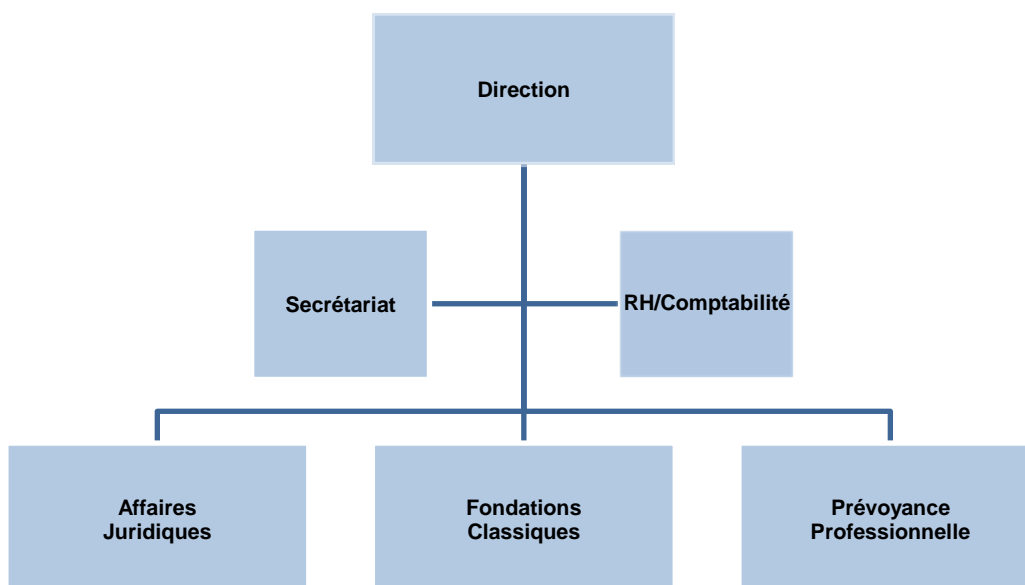 Direction
Secrétariat
RH/Comptabilité
Affaires
Juridiques
Fondations
Classiques
Prévoyance
Professionnelle